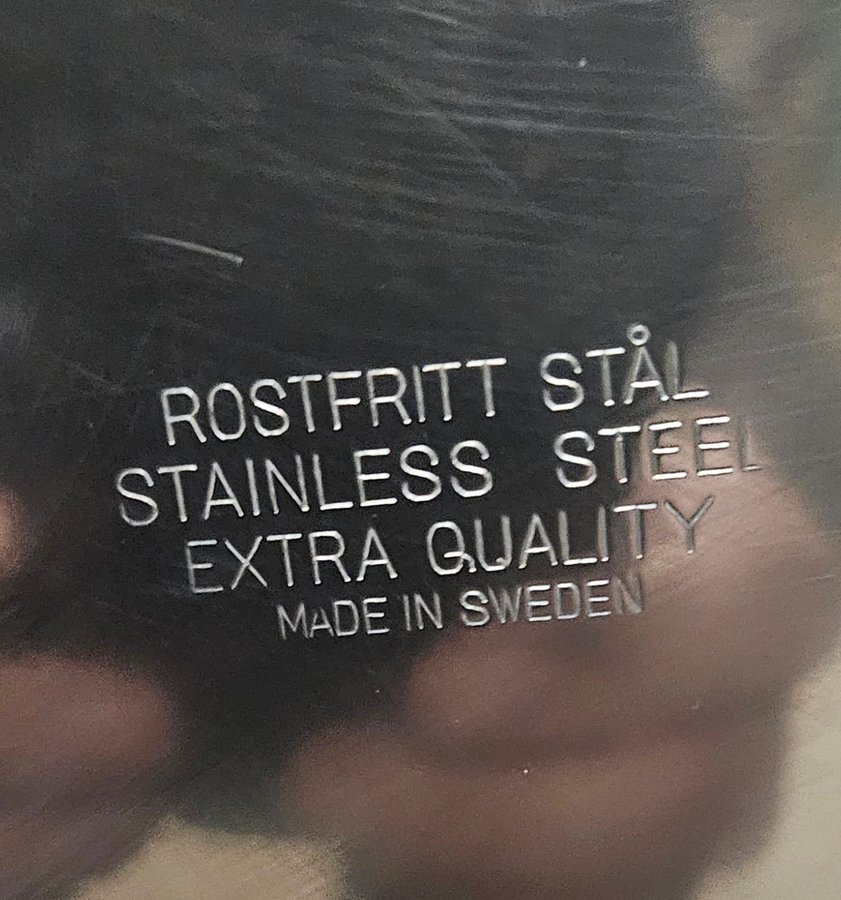 ROSTFRITT STÅL
STAINLESS STEEL
EXTRA QUALITY
MADE IN SWEDEN